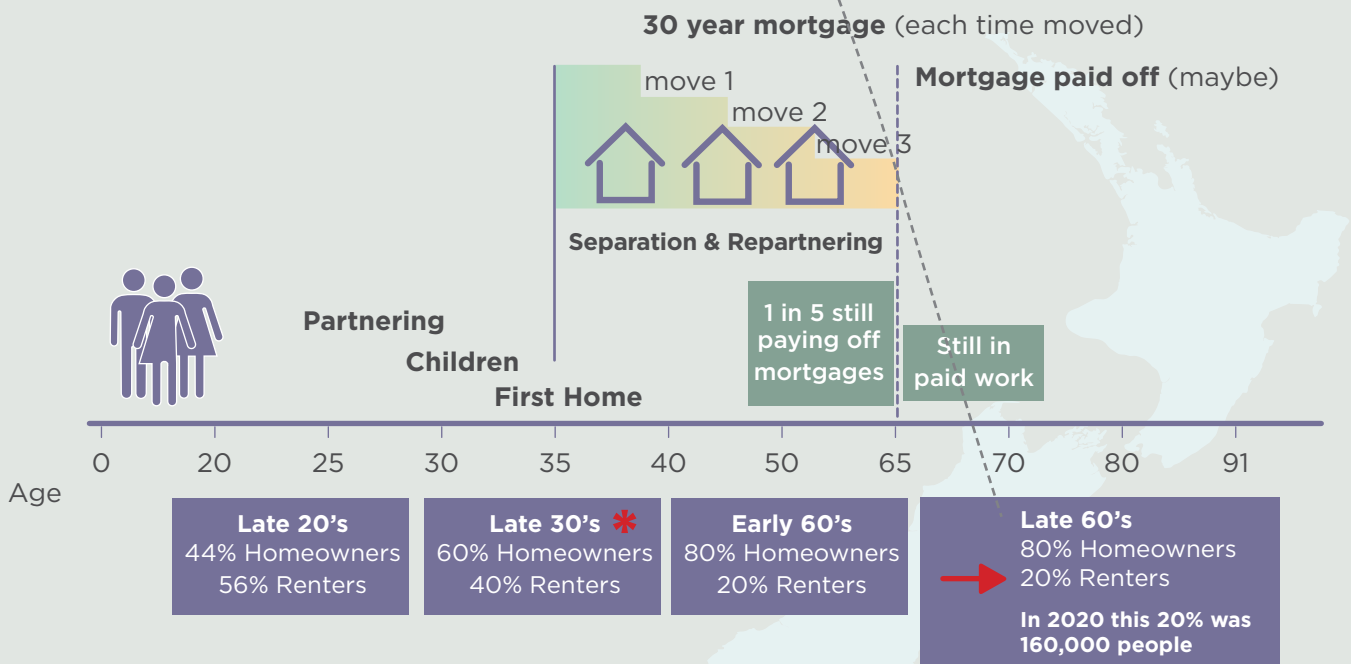 30 year mortgage (each time moved)
Mortgage paid off (maybe)
move 1
move 2
move 3
Separation & Repartnering
1 in 5 still
paying off
mortgages
Still in
paid work
Partnering
Children
First Home
0 20 25 30 35 40 50 65 70 80 91
Age
Late 20's
44% Homeowners
56% Renters
Late 30's *
60% Homeowners
40% Renters
Early 60's
80% Homeowners
20% Renters
Late 60's
80% Homeowners
20% Renters
In 2020 this 20% was
160,000 people